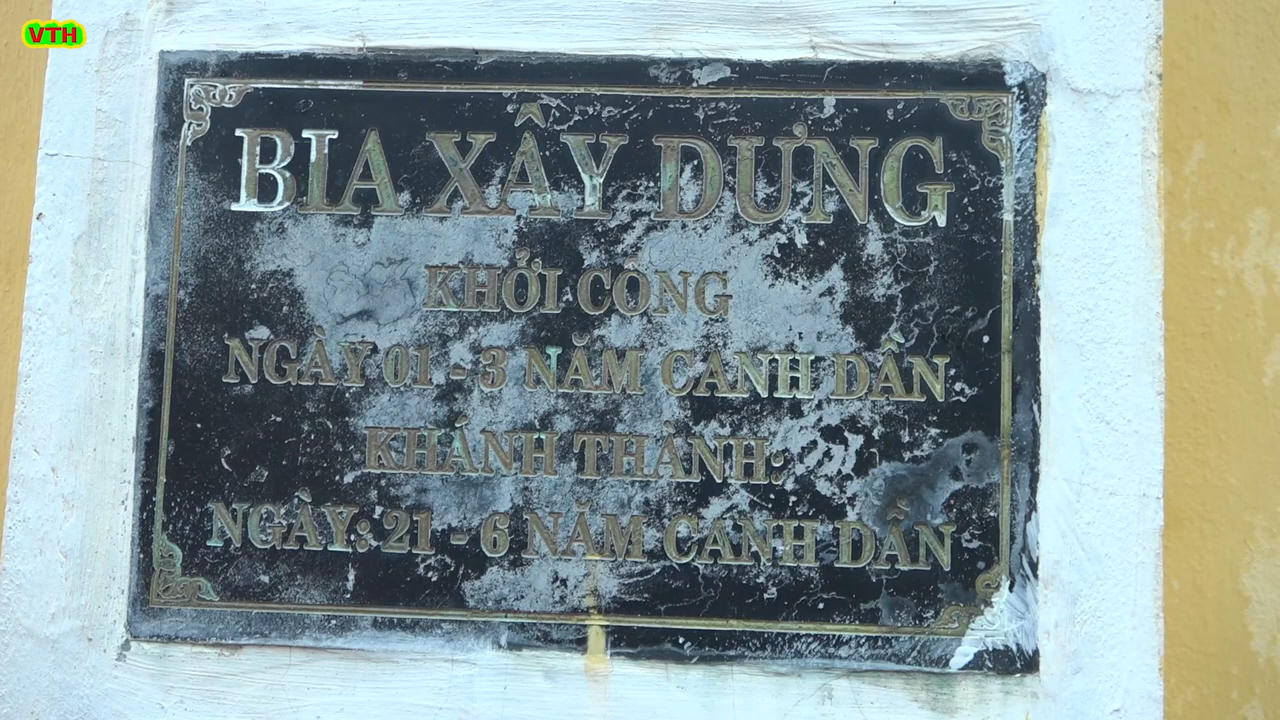 VTH
BIA XÂY DƯNG
KHỞI CÔNG
NGÀY 01 - 3 NĂM CANH DẦN
KHÁNH THÀNH:
NGÀY: 21 - 6 NĂM CANH DẦN